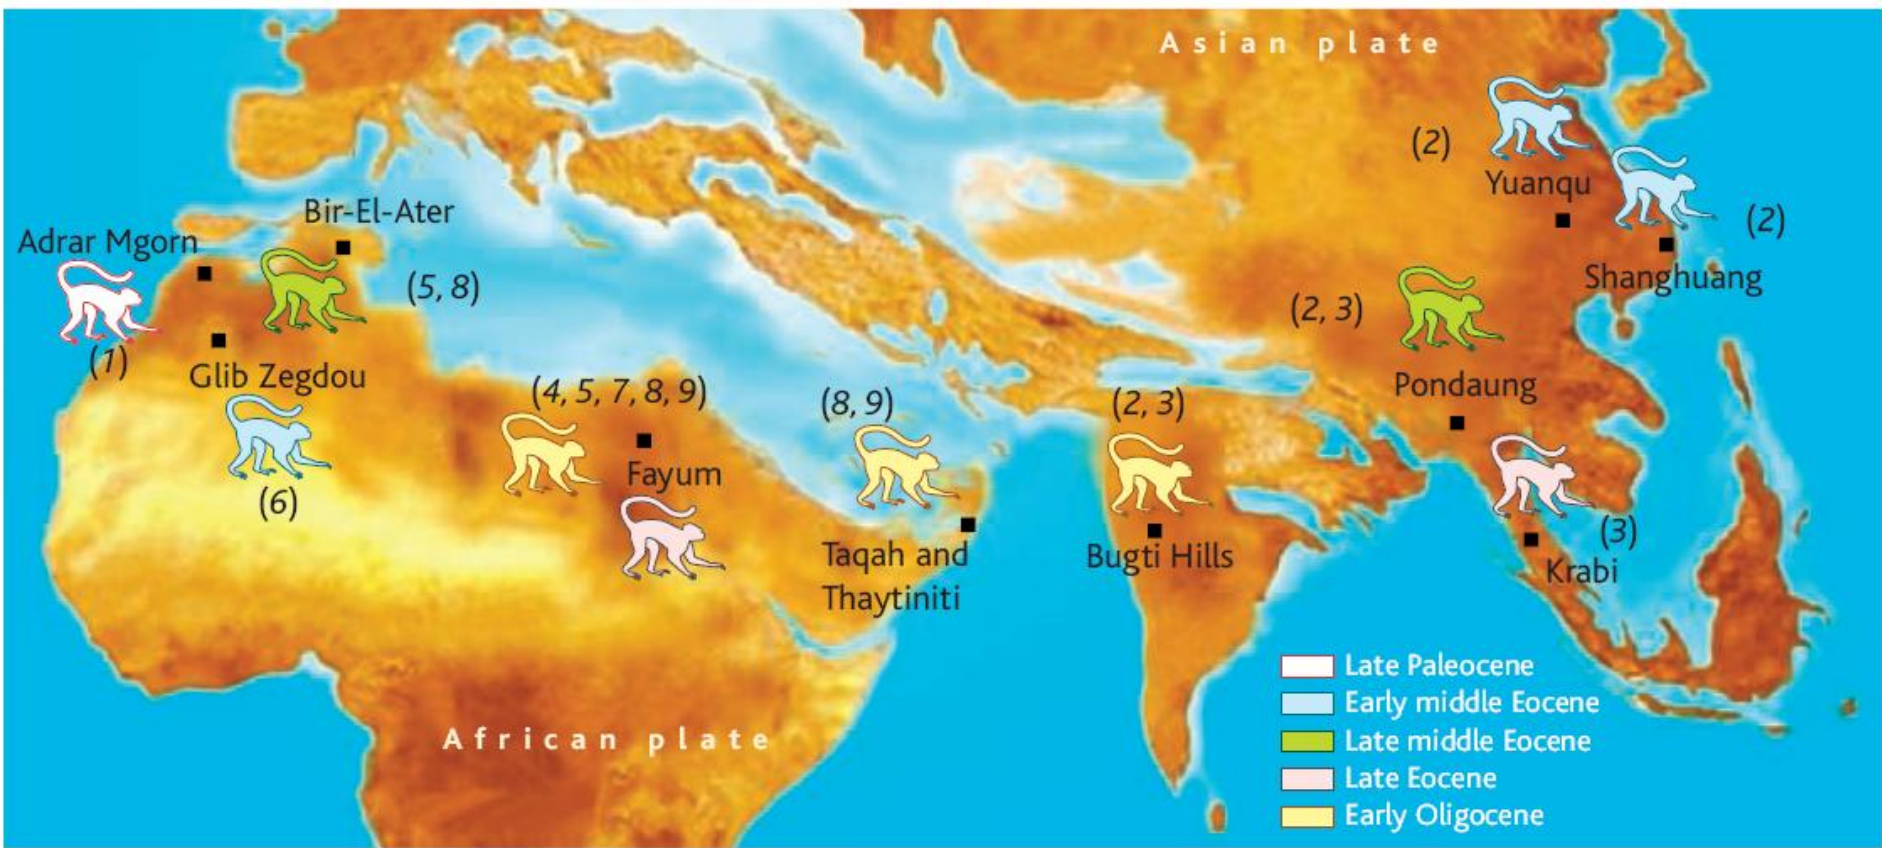 Asian plate
(2)
Yuanqu
(2)
Shanghuang
Bir-El-Ater
Adrar Mgorn
(5, 8)
(1)
Glib Zegdou
(6)
(2, 3)
Pondaung
(4, 5, 7, 8, 9)
Fayum
(8, 9)
Taqah and
Thaytiniti
(2, 3)
Bugti Hills
(3)
Krabi
African plate
Late Paleocene
Early middle Eocene
Late middle Eocene
Late Eocene
Early Oligocene